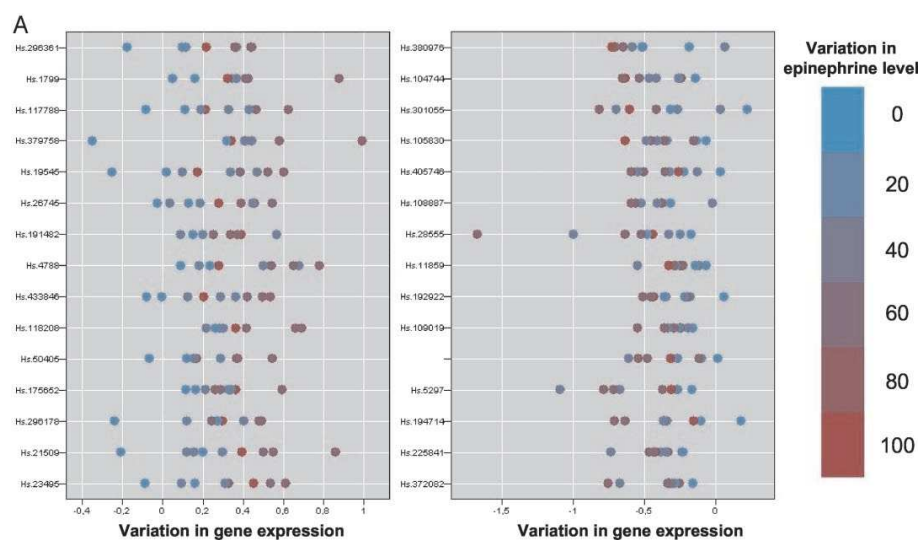 A
Hs.296361
Hs.1799
Hs.117788
Hs.379758
Hs.19545
Hs.26746
Hs.191482
Hs.4788
Hs.433846
Hs.118208
Hs.60405
Hs.175652
Hs.296178
Hs.21509
Hs.23495
-0,4 -0,2 0 0,2 0,4 0,6 0,8 1
Variation in gene expression
Hs.380976
Hs.104744
Hs.301055
Hs.105830
Hs.405748
Hs.108887
Hs.28555
Hs.11859
Hs.192922
Hs.109019
Hs.5297
Hs.194714
Hs.225841
Hs.372082
-1,5 -1 -0,5 0
Variation in gene expression
Variation in
epinephrine level
0
20
40
60
80
100